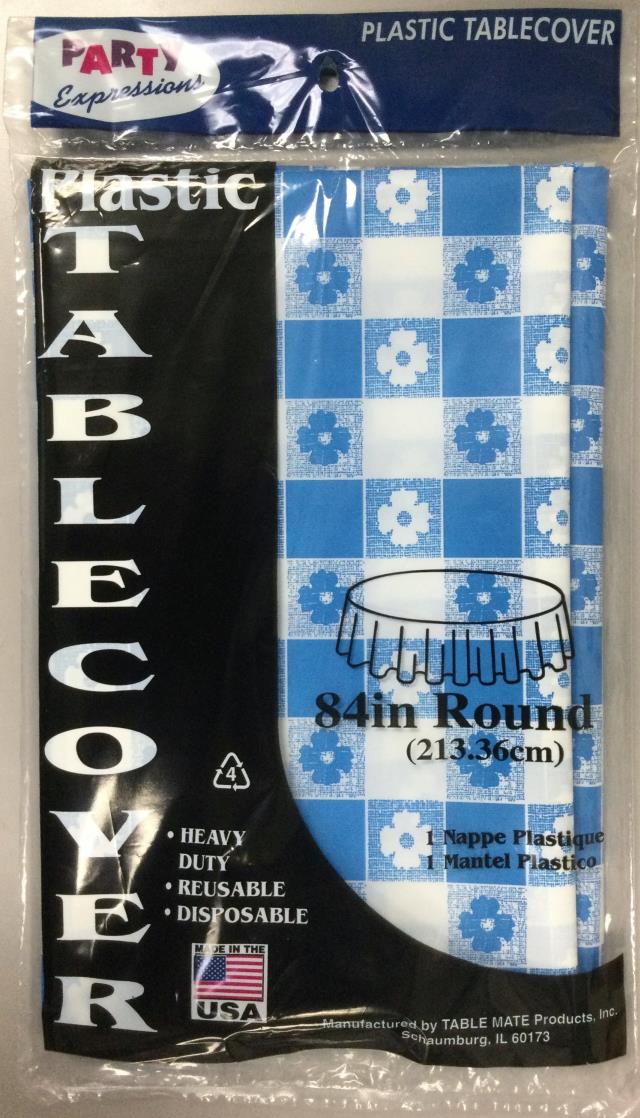 PARTY
Expressions
PLASTIC TABLECOVER
Plastic
TABLECOVER
84in Round
(213.36cm)
4
1 Nappe Plastique
1 Mantel Plastico
• HEAVY
DUTY
• REUSABLE
• DISPOSABLE
MADE IN THE
USA
Manufactured by TABLE MATE Products, Inc.
Schaumburg, IL 60173